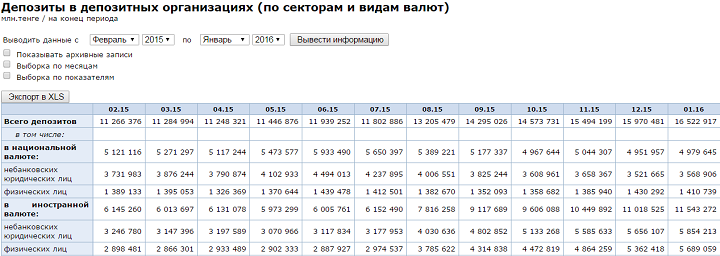 Депозиты в депозитных организациях (по секторам и видам валют)
млн.тенге / на конец периода
Выводить данные с Февраль 2015 по Январь 2016 Вывести информацию
Показывать архивные записи
Выборка по месяцам
Выборка по показателям
Экспорт в XLS
02.15 03.15 04.15 05.15 06.15 07.15 08.15 09.15 10.15 11.15 12.15 01.16
Всего депозитов 11 266 376 11 284 994 11 248 321 11 446 876 11 939 252 11 802 886 13 205 479 14 295 026 14 573 731 15 494 199 15 970 481 16 522 917
в том числе:
в национальной
валюте: 5 121 116 5 271 297 5 117 244 5 473 577 5 933 490 5 650 397 5 389 221 5 177 337 4 967 644 5 044 307 4 951 957 4 979 645
небанковских
юридических лиц 3 731 983 3 876 244 3 790 874 4 102 933 4 494 013 4 237 895 4 006 551 3 825 244 3 608 961 3 658 367 3 521 665 3 568 906
физических лиц 1 389 133 1 395 053 1 326 369 1 370 644 1 439 478 1 412 501 1 382 670 1 352 093 1 358 682 1 385 940 1 430 292 1 410 739
в иностранной
валюте: 6 145 260 6 013 697 6 131 078 5 973 299 6 005 761 6 152 490 7 816 258 9 117 689 9 606 088 10 449 892 11 018 525 11 543 272
небанковских
юридических лиц 3 246 780 3 147 396 3 197 589 3 070 966 3 117 834 3 177 953 4 030 636 4 802 852 5 133 268 5 585 633 5 656 107 5 854 213
физических лиц 2 898 481 2 866 301 2 933 489 2 902 333 2 887 927 2 974 537 3 785 622 4 314 838 4 472 819 4 864 259 5 362 418 5 689 059